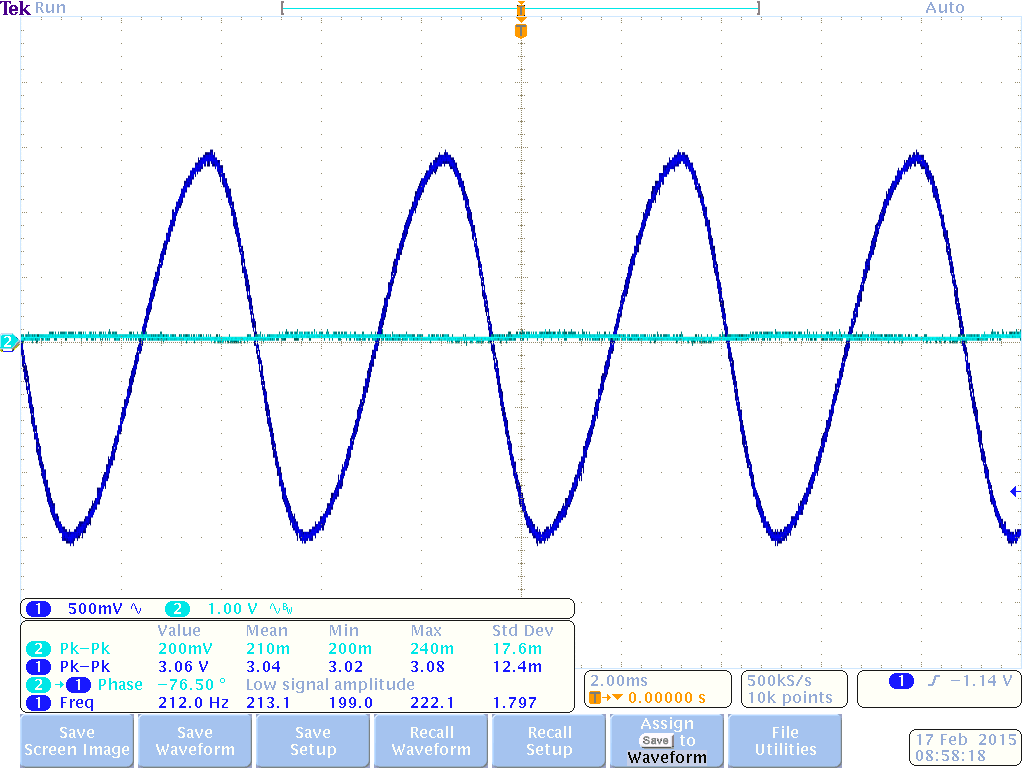 Tek Run Auto
T
T
2
1 500mV 2 1.00 V BW
Value Mean Min Max Std Dev
2 Pk-Pk 200mV 210m 200m 240m 17.6m
1 Pk-Pk 3.06 V 3.04 3.02 3.08 12.4m
2 → 1 Phase −76.50 ° Low signal amplitude
1 Freq 212.0 Hz 213.1 199.0 222.1 1.797
2.00ms
T→▼ 0.00000 s
500kS/s
10k points
1 −1.14 V
Save
Screen Image
Save
Waveform
Save
Setup
Recall
Waveform
Recall
Setup
Assign
Save to
Waveform
File
Utilities
17 Feb 2015
08:58:18